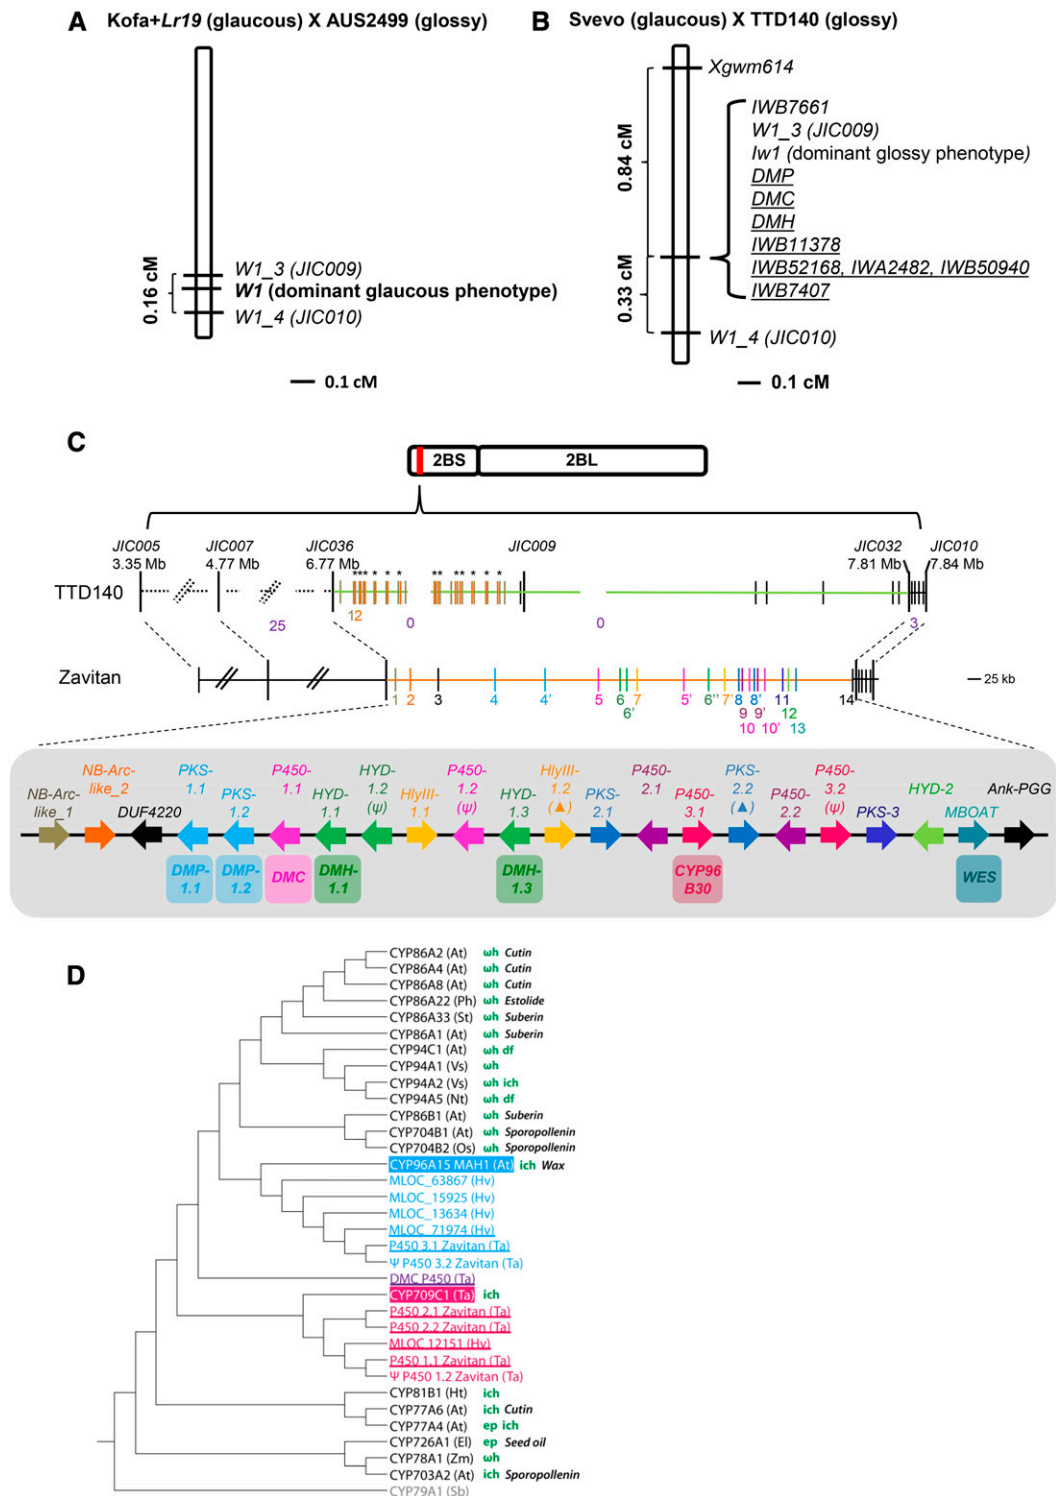 A Kofa+Lr19 (glaucous) X AUS2499 (glossy)
0.16 cM
W1_3 (JIC009)
W1 (dominant glaucous phenotype)
W1_4 (JIC010)
0.1 cM
B Svevo (glaucous) X TTD140 (glossy)
0.84 cM
0.33 cM
Xgwm614
IWB7661
W1_3 (JIC009)
Iw1 (dominant glossy phenotype)
DMP
DMC
DMH
IWB11378
IWB52168, IWA2482, IWB50940
IWB7407
W1_4 (JIC010)
0.1 cM
C
2BS 2BL
JIC005 JIC007 JIC036 JIC009 JIC032 JIC010
3.35 Mb 4.77 Mb 6.77 Mb 7.81 Mb 7.84 Mb
*** * * * ** ** * * *
TTD140
25 12 0 0 3
Zavitan
25 kb
1 2 3 4 4' 5 6 7 5' 6'' 7' 8 8' 11 14
6' 9 9' 12
10 10' 13
NB-Arc-like_1
NB-Arc-like_2
DUF4220
PKS-1.1
PKS-1.2
P450-1.1
HYD-1.1
HYD-1.2 (ψ)
HlyIII-1.1
P450-1.2 (ψ)
HYD-1.3
HlyIII-1.2 (▲)
PKS-2.1
P450-2.1
P450-3.1
PKS-2.2 (▲)
P450-2.2
P450-3.2 (ψ)
PKS-3
HYD-2
MBOAT
Ank-PGG
DMP-1.1
DMP-1.2
DMC
DMH-1.1
DMH-1.3
CYP96B30
WES
D
CYP86A2 (At) ωh Cutin
CYP86A4 (At) ωh Cutin
CYP86A8 (At) ωh Cutin
CYP86A22 (Ph) ωh Estolide
CYP86A33 (St) ωh Suberin
CYP86A1 (At) ωh Suberin
CYP94C1 (At) ωh df
CYP94A1 (Vs) ωh
CYP94A2 (Vs) ωh ich
CYP94A5 (Nt) ωh df
CYP86B1 (At) ωh Suberin
CYP704B1 (At) ωh Sporopollenin
CYP704B2 (Os) ωh Sporopollenin
CYP96A15 MAH1 (At) ich Wax
MLOC_63867 (Hv)
MLOC_15925 (Hv)
MLOC_13634 (Hv)
MLOC_71974 (Hv)
P450 3.1 Zavitan (Ta)
Ψ P450 3.2 Zavitan (Ta)
DMC P450 (Ta)
CYP709C1 (Ta) ich
P450 2.1 Zavitan (Ta)
P450 2.2 Zavitan (Ta)
MLOC 12151 (Hv)
P450 1.1 Zavitan (Ta)
Ψ P450 1.2 Zavitan (Ta)
CYP81B1 (Ht) ich
CYP77A6 (At) ich Cutin
CYP77A4 (At) ep ich
CYP726A1 (El) ep Seed oil
CYP78A1 (Zm) ωh
CYP703A2 (At) ich Sporopollenin
CYP79A1 (Sb)